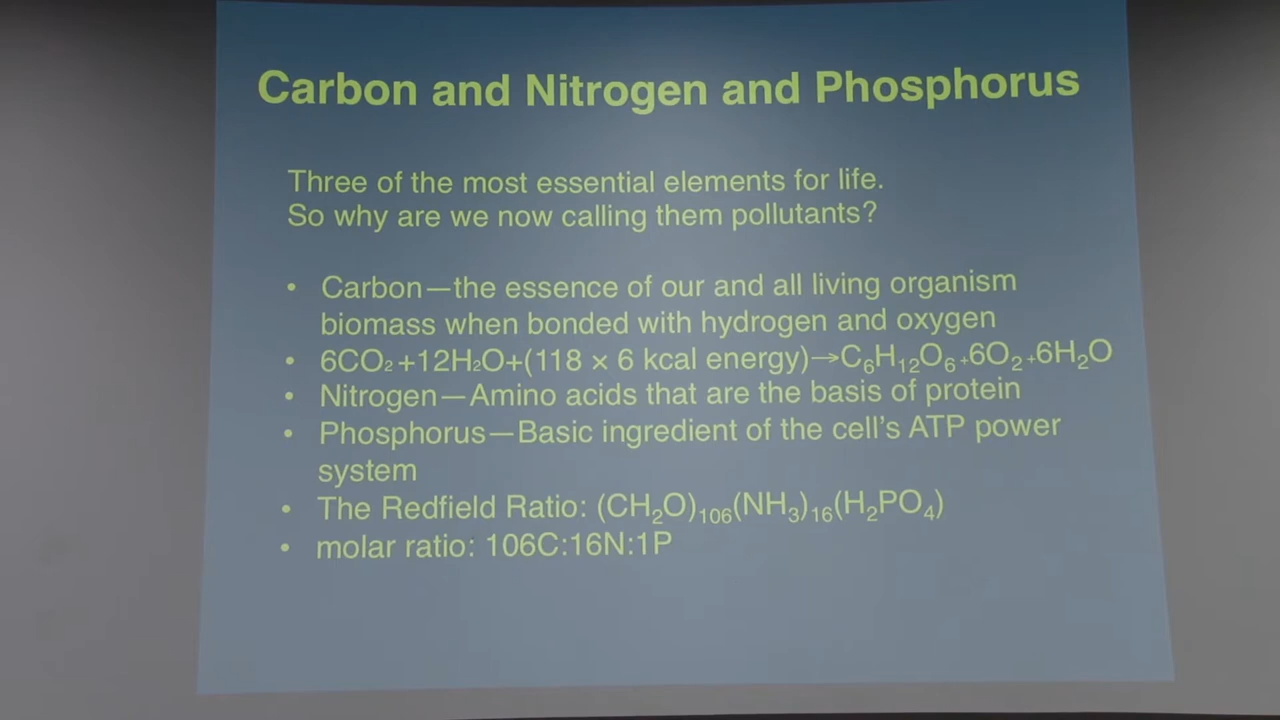 Carbon and Nitrogen and Phosphorus
Three of the most essential elements for life.
So why are we now calling them pollutants?
• Carbon—the essence of our and all living organism
biomass when bonded with hydrogen and oxygen
• 6CO₂+12H₂O+(118 × 6 kcal energy)→C₆H₁₂O₆+6O₂+6H₂O
• Nitrogen—Amino acids that are the basis of protein
• Phosphorus—Basic ingredient of the cell’s ATP power
system
• The Redfield Ratio: (CH₂O)₁₀₆(NH₃)₁₆(H₂PO₄)
• molar ratio: 106C:16N:1P